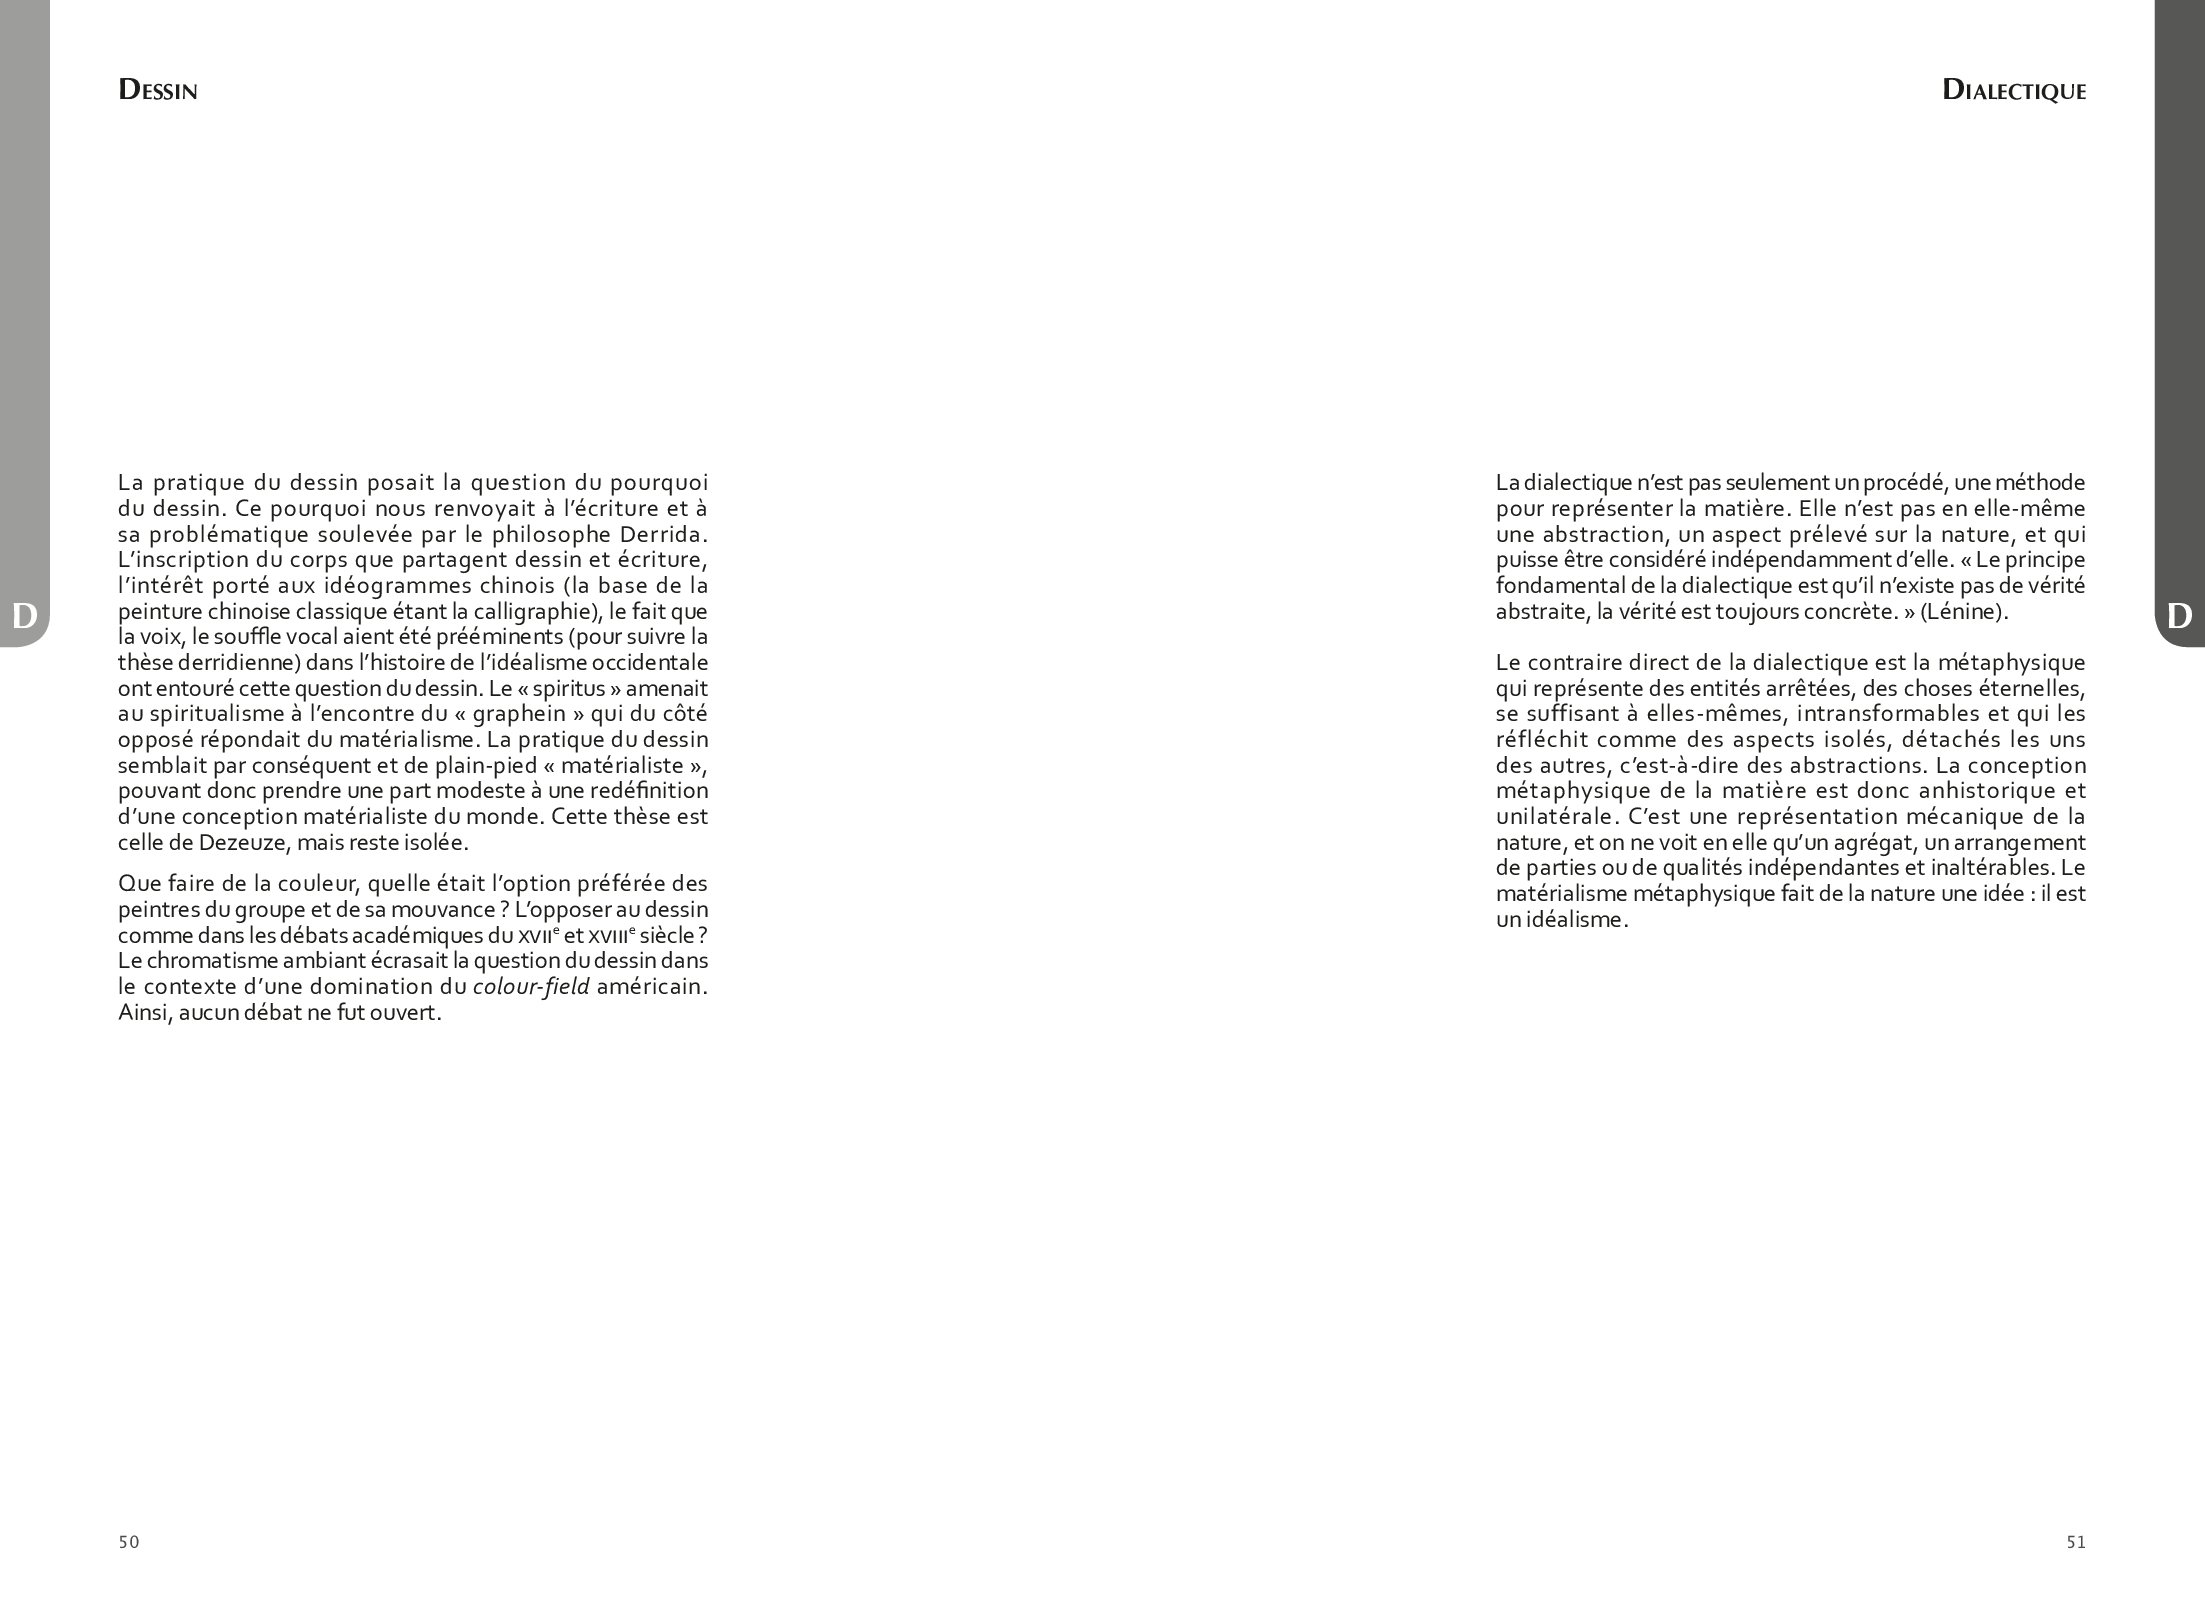 Dessin
D
La pratique du dessin posait la question du pourquoi
du dessin. Ce pourquoi nous renvoyait à l’écriture et à
sa problématique soulevée par le philosophe Derrida.
L’inscription du corps que partagent dessin et écriture,
l’intérêt porté aux idéogrammes chinois (la base de la
peinture chinoise classique étant la calligraphie), le fait que
la voix, le souffle vocal aient été prééminents (pour suivre la
thèse derridienne) dans l’histoire de l’idéalisme occidentale
ont entouré cette question du dessin. Le « spiritus » amenait
au spiritualisme à l’encontre du « graphein » qui du côté
opposé répondait du matérialisme. La pratique du dessin
semblait par conséquent et de plain-pied « matérialiste »,
pouvant donc prendre une part modeste à une redéfinition
d’une conception matérialiste du monde. Cette thèse est
celle de Dezeuze, mais reste isolée.
Que faire de la couleur, quelle était l’option préférée des
peintres du groupe et de sa mouvance ? L’opposer au dessin
comme dans les débats académiques du XVIIe et XVIIIe siècle ?
Le chromatisme ambiant écrasait la question du dessin dans
le contexte d’une domination du colour-field américain.
Ainsi, aucun débat ne fut ouvert.
50
Dialectique
D
La dialectique n’est pas seulement un procédé, une méthode
pour représenter la matière. Elle n’est pas en elle-même
une abstraction, un aspect prélevé sur la nature, et qui
puisse être considéré indépendamment d’elle. « Le principe
fondamental de la dialectique est qu’il n’existe pas de vérité
abstraite, la vérité est toujours concrète. » (Lénine).
Le contraire direct de la dialectique est la métaphysique
qui représente des entités arrêtées, des choses éternelles,
se suffisant à elles-mêmes, intransformables et qui les
réfléchit comme des aspects isolés, détachés les uns
des autres, c’est-à-dire des abstractions. La conception
métaphysique de la matière est donc anhistorique et
unilatérale. C’est une représentation mécanique de la
nature, et on ne voit en elle qu’un agrégat, un arrangement
de parties ou de qualités indépendantes et inaltérables. Le
matérialisme métaphysique fait de la nature une idée : il est
un idéalisme.
51